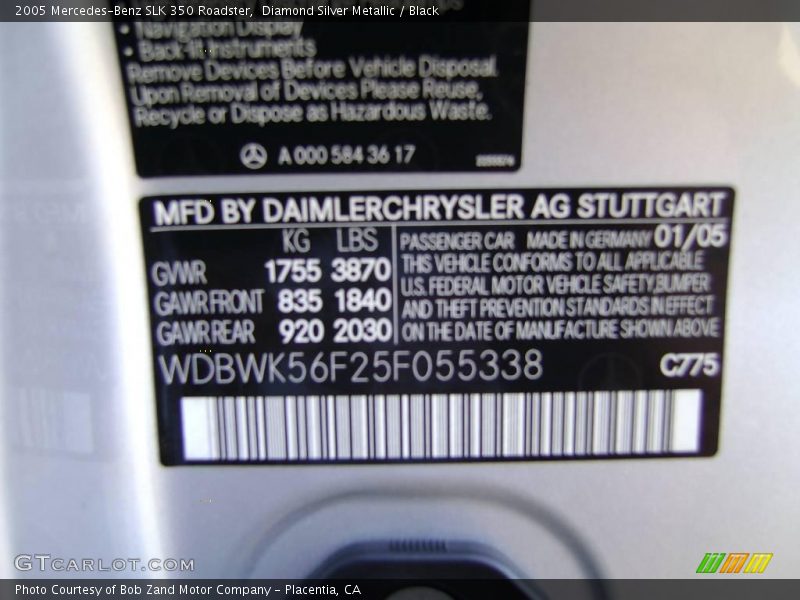 2005 Mercedes-Benz SLK 350 Roadster, Diamond Silver Metallic / Black
• Navigation Display
• Back-lit Instruments
Remove Devices Before Vehicle Disposal.
Upon Removal of Devices Please Reuse,
Recycle or Dispose as Hazardous Waste.
A 000 584 36 17
MFD BY DAIMLERCHRYSLER AG STUTTGART
KG LBS
GVWR 1755 3870
GAWR FRONT 835 1840
GAWR REAR 920 2030
PASSENGER CAR MADE IN GERMANY 01/05
THIS VEHICLE CONFORMS TO ALL APPLICABLE
U.S. FEDERAL MOTOR VEHICLE SAFETY, BUMPER
AND THEFT PREVENTION STANDARDS IN EFFECT
ON THE DATE OF MANUFACTURE SHOWN ABOVE
WDBWK56F25F055338 C775
GTCARLOT.COM
Photo Courtesy of Bob Zand Motor Company - Placentia, CA